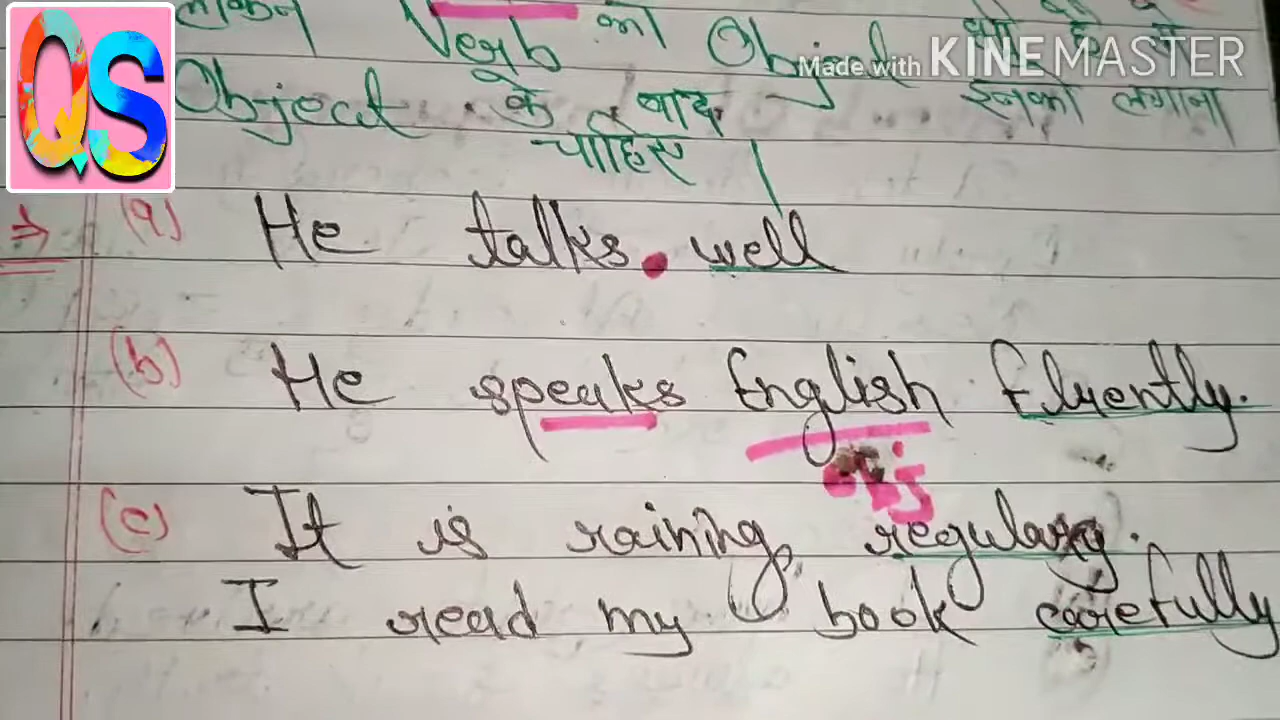 QS
Verb का Object
Made with KINEMASTER
Object के बाद इनको लगाना
चाहिए।
⇒ (a) He talks well
(b) He speaks English fluently.
obj
(c) It is raining regularly.
I read my book carefully